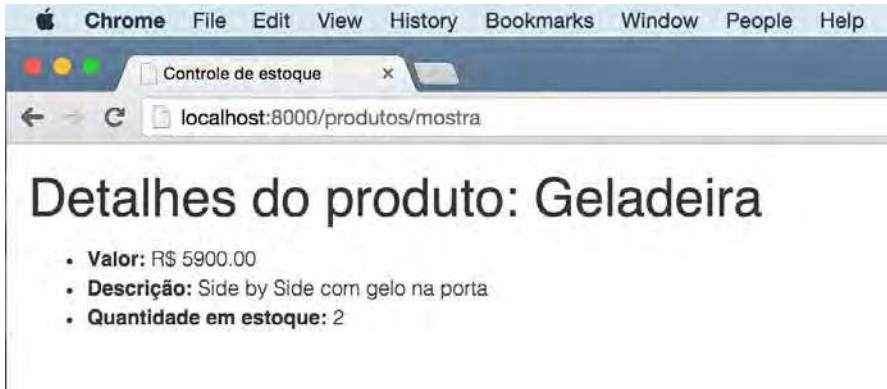 Chrome File Edit View History Bookmarks Window People Help
Controle de estoque ×
localhost:8000/produtos/mostra
Detalhes do produto: Geladeira
• Valor: R$ 5900.00
• Descrição: Side by Side com gelo na porta
• Quantidade em estoque: 2